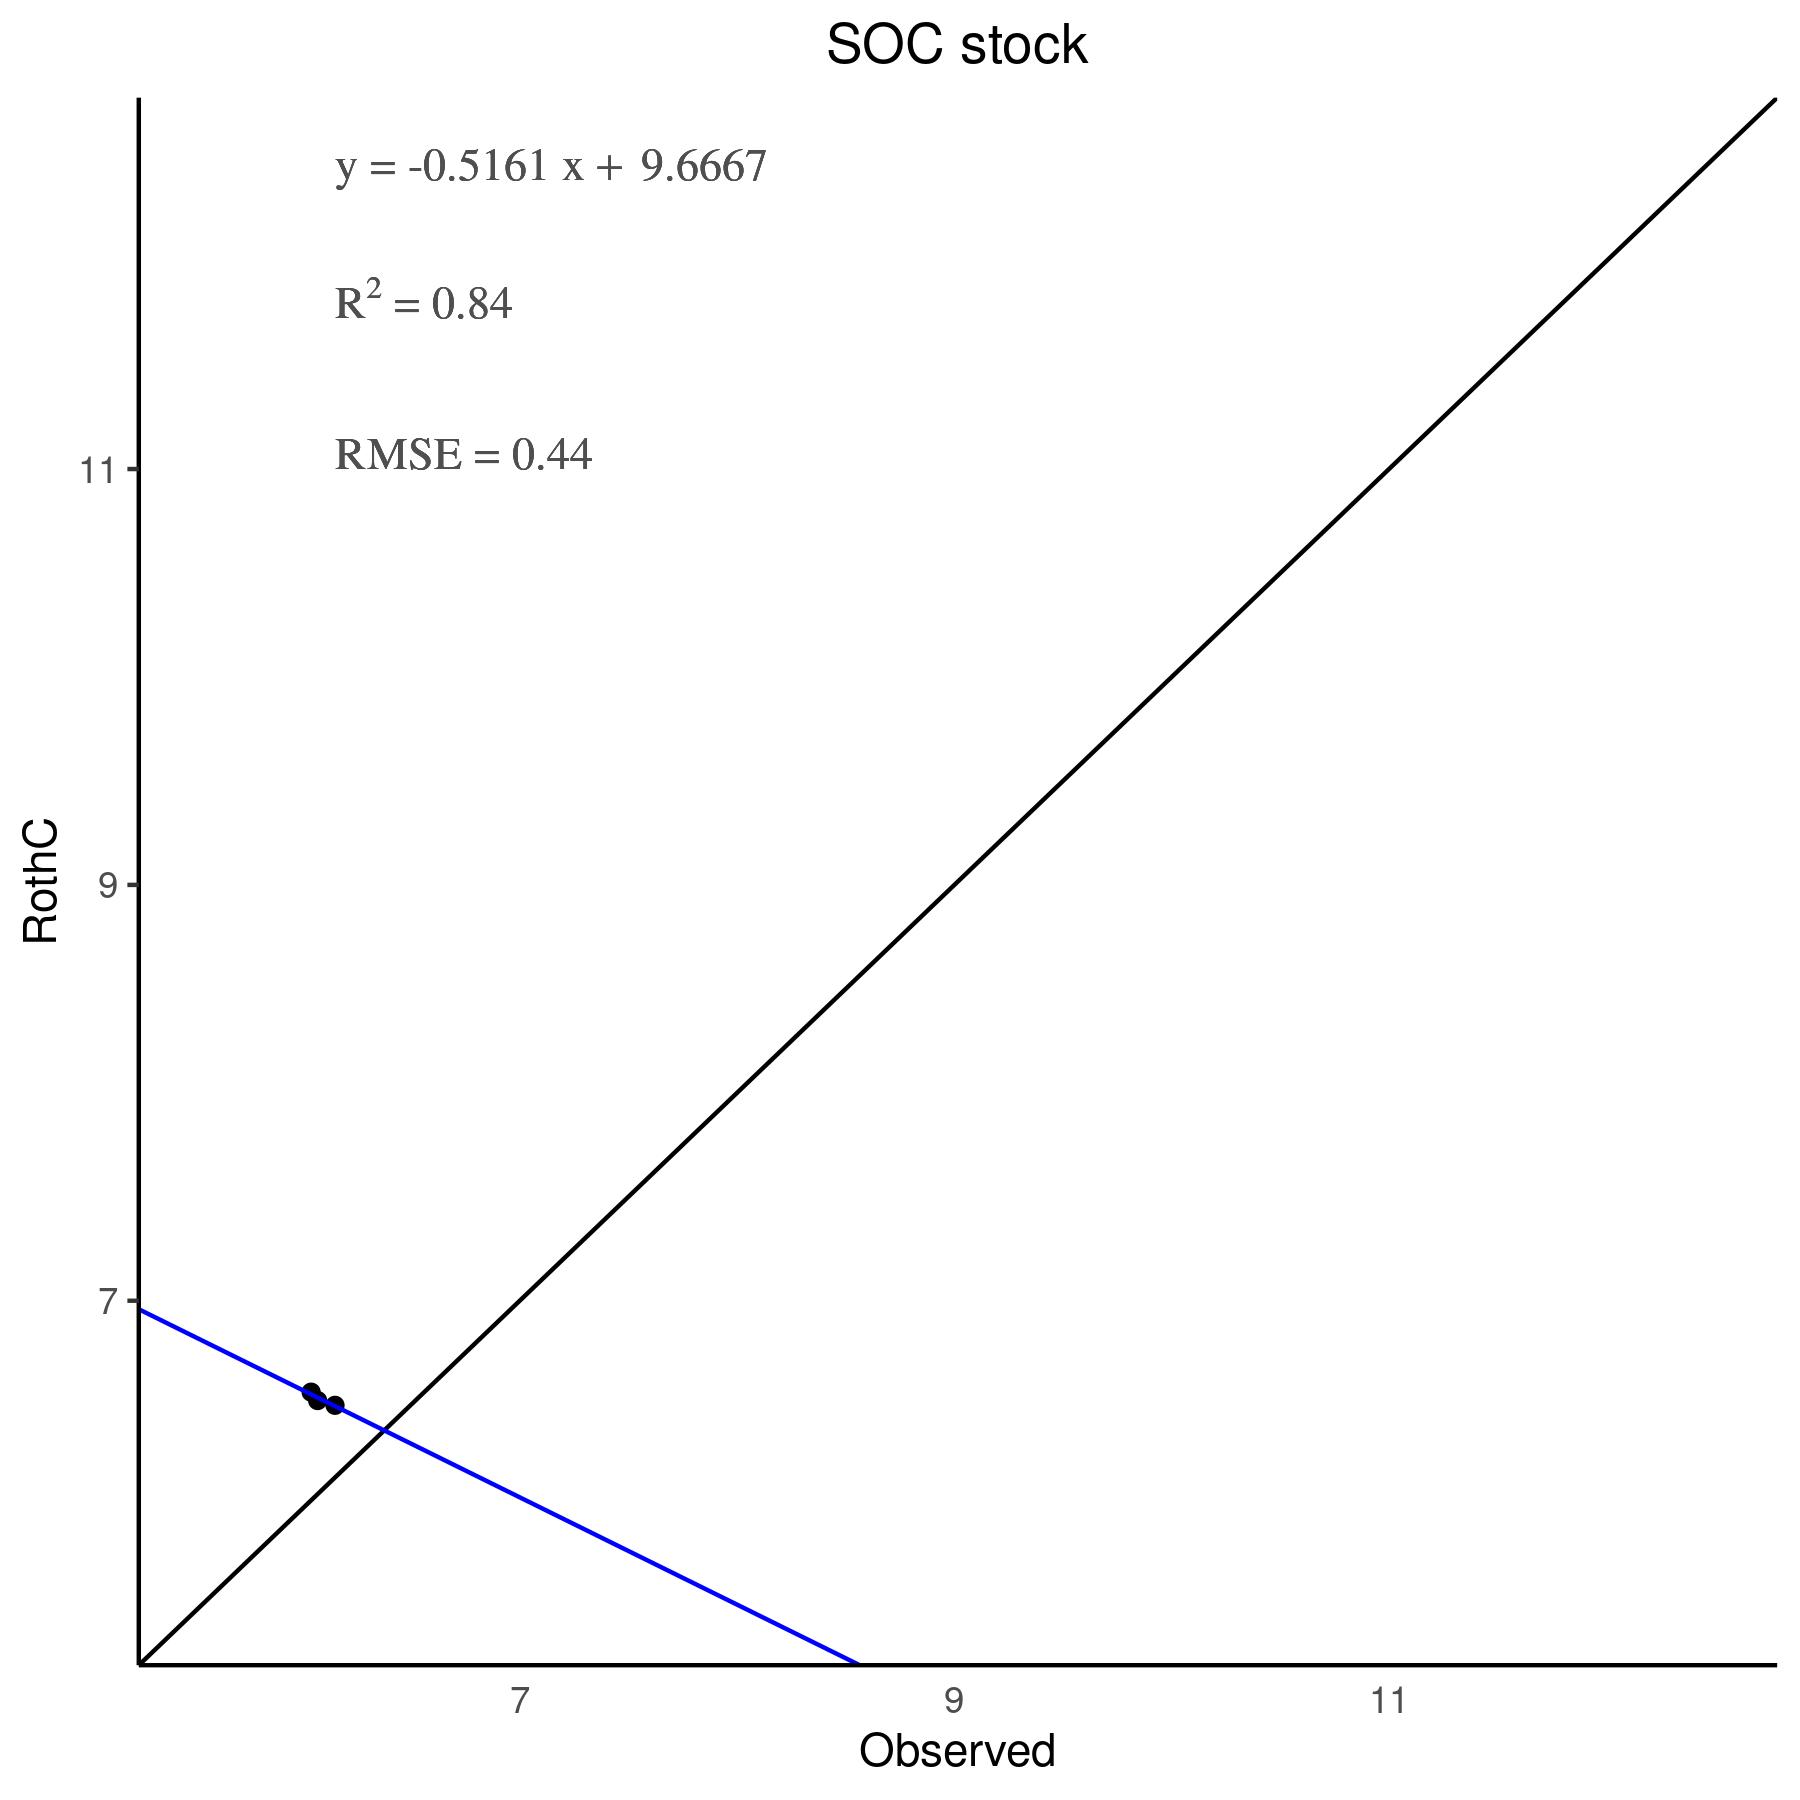 SOC stock
y = -0.5161 x + 9.6667
R² = 0.84
RMSE = 0.44
11
9
7
RothC
7 9 11
Observed